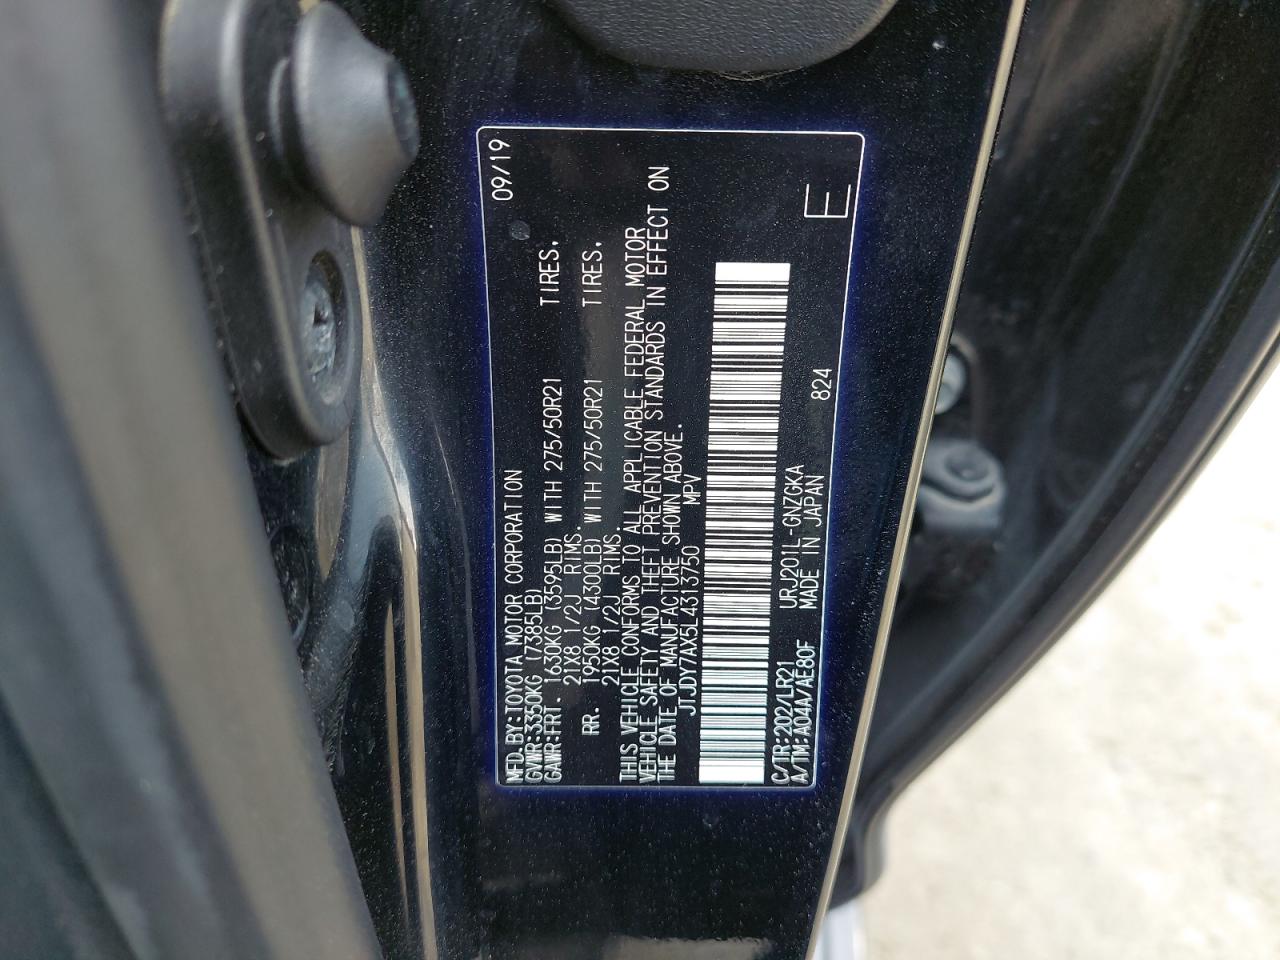 MFD.BY:TOYOTA MOTOR CORPORATION 09/19
GVWR:3350KG (7385LB)
GAWR:FRT. 1630KG (3595LB) WITH 275/50R21 TIRES.
21X8 1/2J RIMS.
RR. 1950KG (4300LB) WITH 275/50R21 TIRES.
21X8 1/2J RIMS
THIS VEHICLE CONFORMS TO ALL APPLICABLE FEDERAL MOTOR
VEHICLE SAFETY AND THEFT PREVENTION STANDARDS IN EFFECT ON
THE DATE OF MANUFACTURE SHOWN ABOVE.
JTJDY7AX5L4313750 MPV
C/TR:202/LR21 URJ201L-GNZGKA
A/TM:A04A/AE80F MADE IN JAPAN 824
E